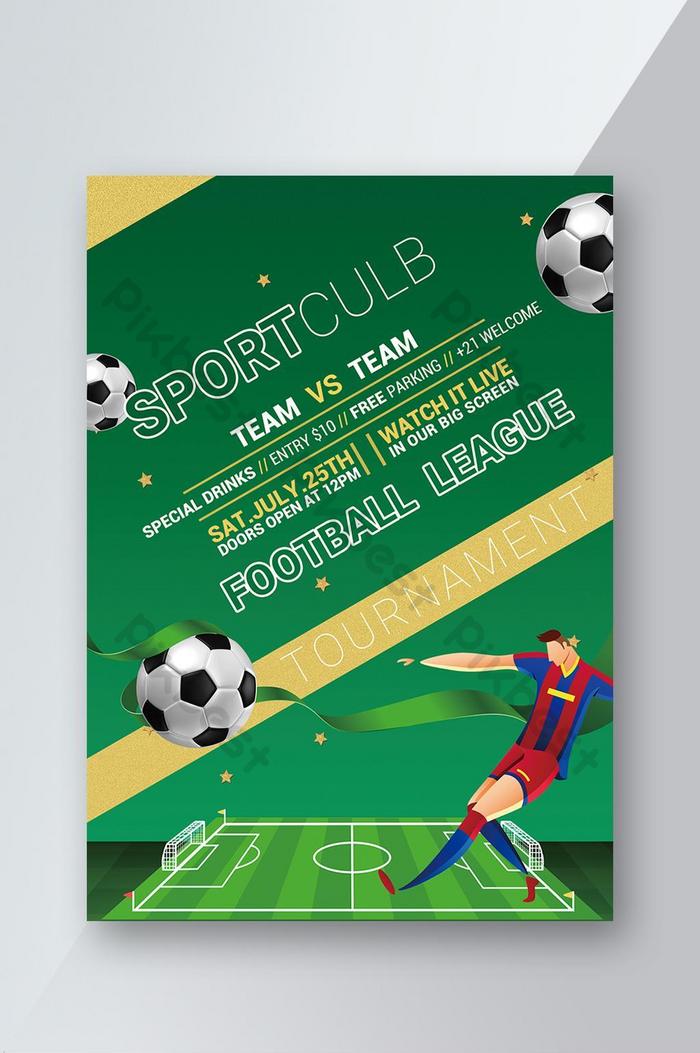 SPORTCULB
TEAM VS TEAM
SPECIAL DRINKS // ENTRY $10 // FREE PARKING // +21 WELCOME
SAT.JULY.25TH
DOORS OPEN AT 12PM
WATCH IT LIVE
IN OUR BIG SCREEN
FOOTBALL LEAGUE
TOURNAMENT